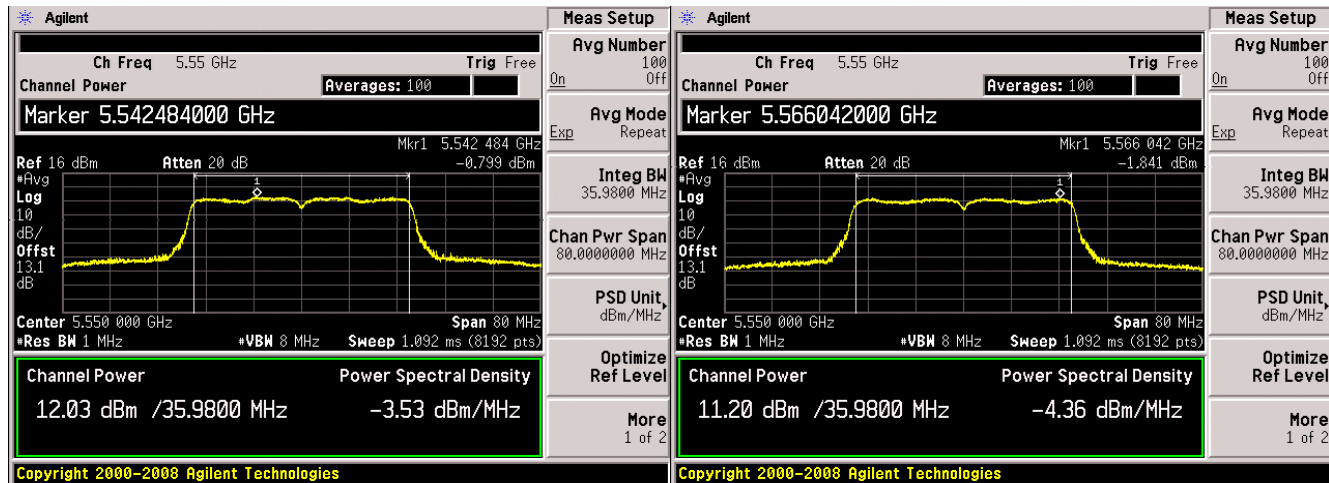 Agilent
Meas Setup
Ch Freq 5.55 GHz Trig Free
Channel Power Averages: 100
Marker 5.542484000 GHz
Mkr1 5.542 484 GHz
Ref 16 dBm Atten 20 dB -0.799 dBm
#Avg
Log
10
dB/
Offst
13.1
dB
1
Center 5.550 000 GHz Span 80 MHz
#Res BW 1 MHz #VBW 8 MHz Sweep 1.092 ms (8192 pts)
Channel Power Power Spectral Density
12.03 dBm /35.9800 MHz -3.53 dBm/MHz
Copyright 2000-2008 Agilent Technologies
Avg Number
100
On Off
Avg Mode
Exp Repeat
Integ BW
35.9800 MHz
Chan Pwr Span
80.0000000 MHz
PSD Unit
dBm/MHz
Optimize
Ref Level
More
1 of 2
Agilent
Meas Setup
Ch Freq 5.55 GHz Trig Free
Channel Power Averages: 100
Marker 5.566042000 GHz
Mkr1 5.566 042 GHz
Ref 16 dBm Atten 20 dB -1.841 dBm
#Avg
Log
10
dB/
Offst
13.1
dB
1
Center 5.550 000 GHz Span 80 MHz
#Res BW 1 MHz #VBW 8 MHz Sweep 1.092 ms (8192 pts)
Channel Power Power Spectral Density
11.20 dBm /35.9800 MHz -4.36 dBm/MHz
Copyright 2000-2008 Agilent Technologies
Avg Number
100
On Off
Avg Mode
Exp Repeat
Integ BW
35.9800 MHz
Chan Pwr Span
80.0000000 MHz
PSD Unit
dBm/MHz
Optimize
Ref Level
More
1 of 2